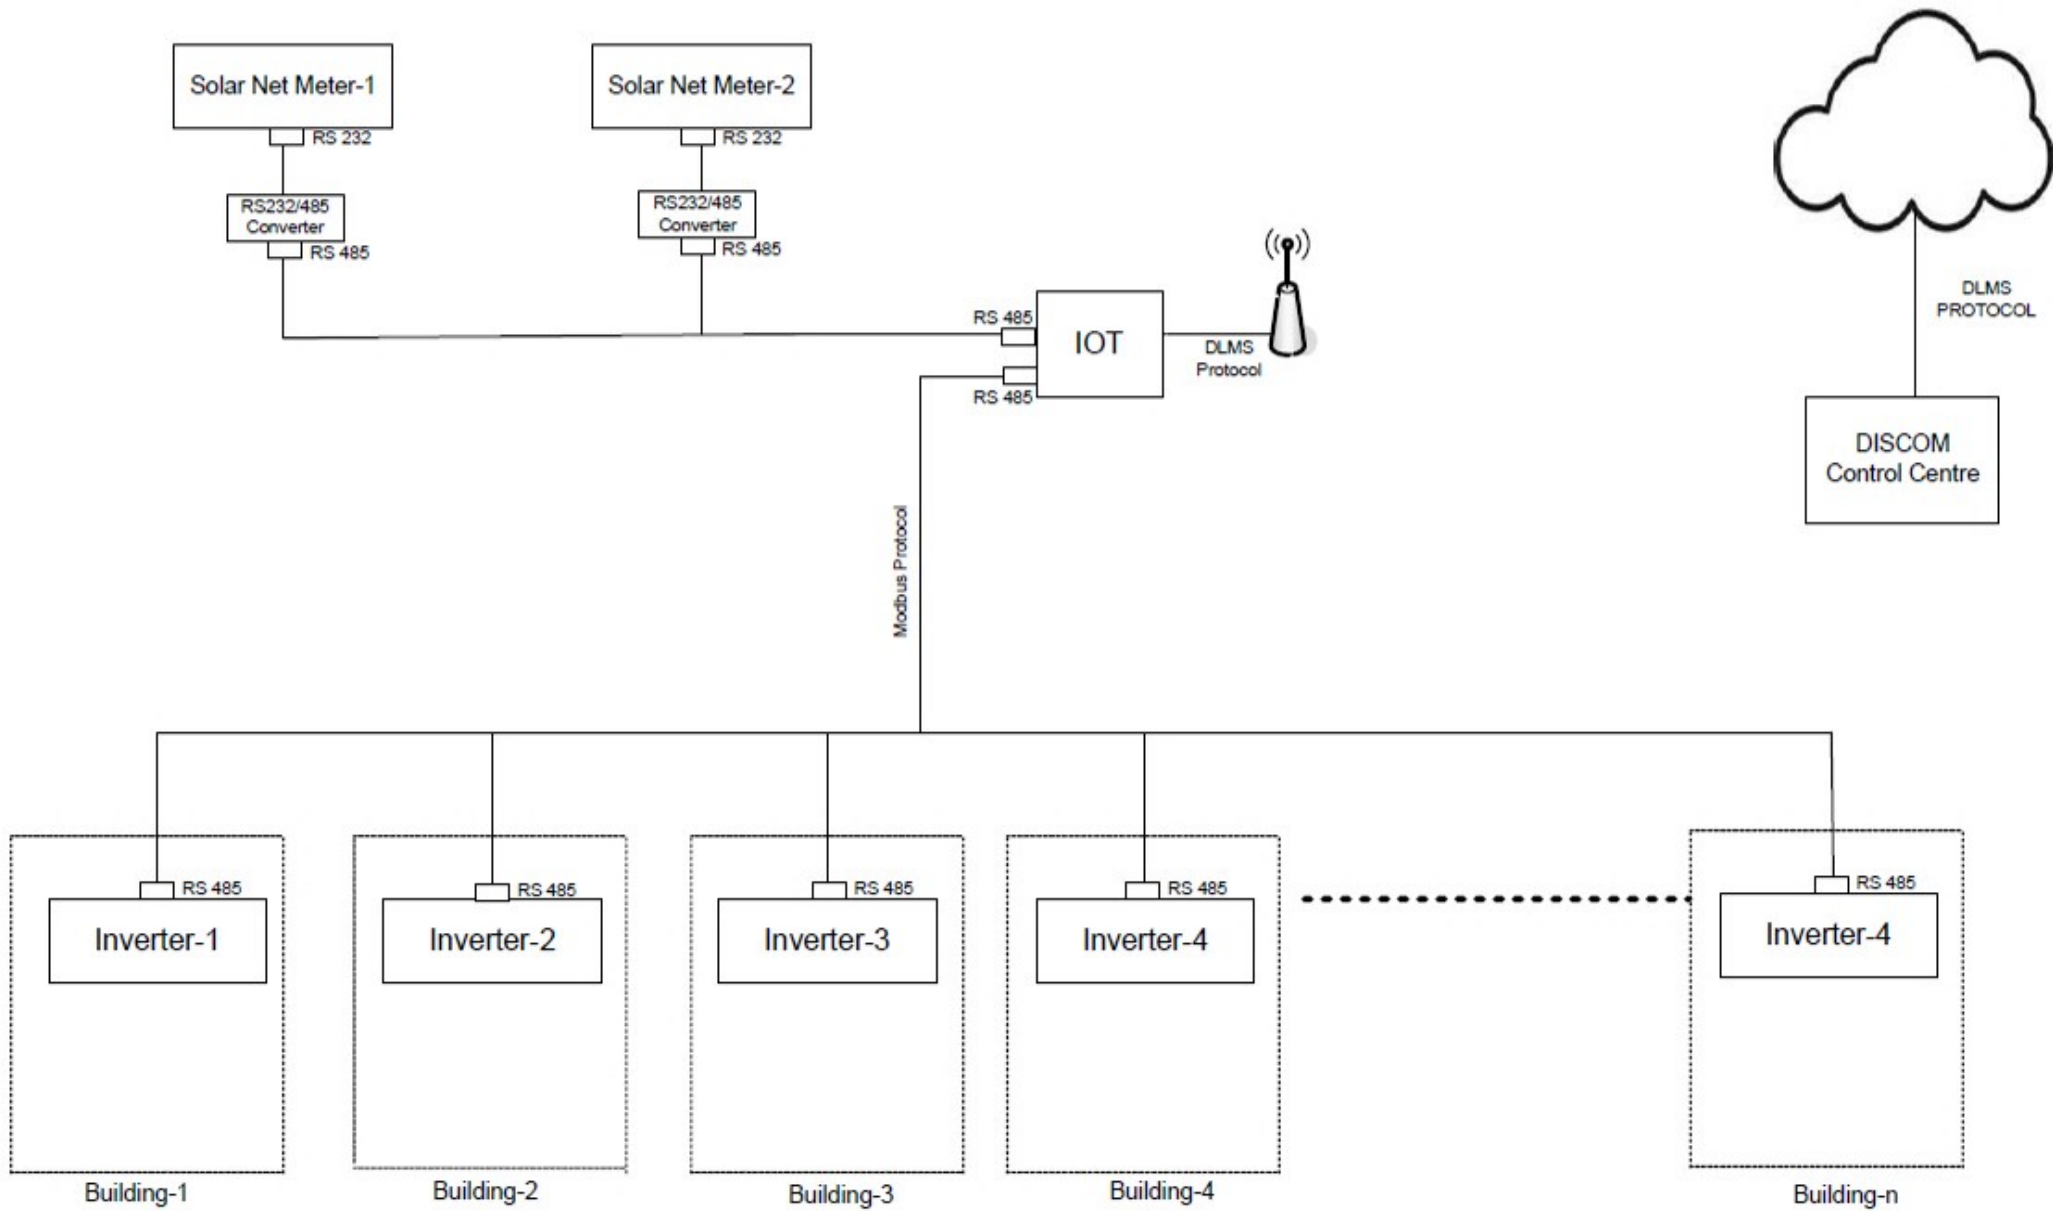 Solar Net Meter-1
Solar Net Meter-2
RS 232
RS 232
RS232/485
Converter
RS232/485
Converter
RS 485
RS 485
RS 485
IOT
RS 485
DLMS
Protocol
DLMS
PROTOCOL
DISCOM
Control Centre
Modbus Protocol
RS 485
RS 485
RS 485
RS 485
RS 485
Inverter-1
Inverter-2
Inverter-3
Inverter-4
Inverter-4
Building-1
Building-2
Building-3
Building-4
Building-n